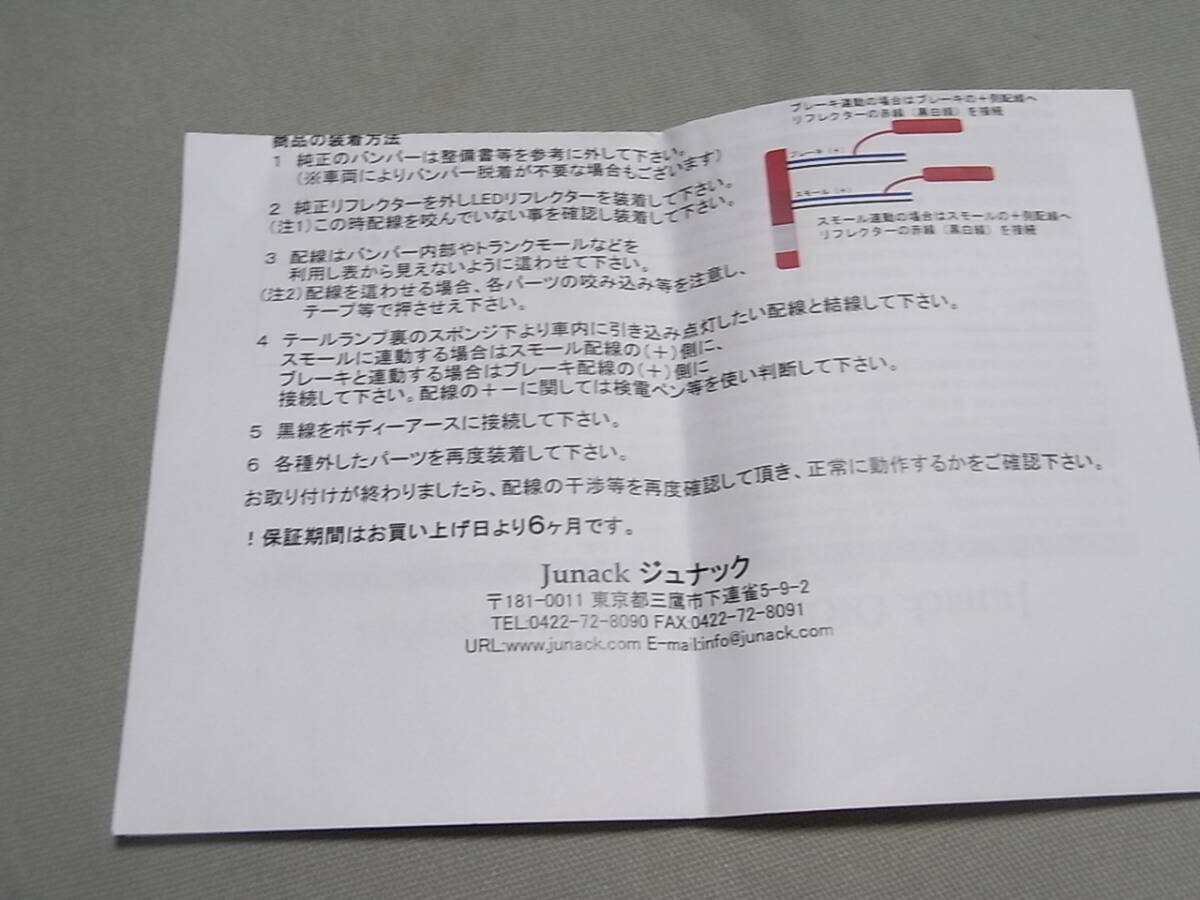 商品の装着方法
1 純正のバンパーは整備書等を参考に外して下さい。
(※車両によりバンパー脱着が不要な場合もございます)
2 純正リフレクターを外しLEDリフレクターを装着して下さい。
(注1)この時配線を咬んでいない事を確認し装着して下さい。
3 配線はバンパー内部やトランクモールなどを
利用し表から見えないように這わせて下さい。
(注2)配線を這わせる場合、各パーツの咬み込み等を注意し、
テープ等で押させえ下さい。
4 テールランプ裏のスポンジ下より車内に引き込み点灯したい配線と結線して下さい。
スモールに連動する場合はスモール配線の(+)側に、
ブレーキと連動する場合はブレーキ配線の(+)側に
接続して下さい。配線の+−に関しては検電ペン等を使い判断して下さい。
5 黒線をボディーアースに接続して下さい。
6 各種外したパーツを再度装着して下さい。
お取り付けが終わりましたら、配線の干渉等を再度確認して頂き、正常に動作するかをご確認下さい。
!保証期間はお買い上げ日より6ヶ月です。
Junack ジュナック
〒181-0011 東京都三鷹市下連雀5-9-2
TEL:0422-72-8090 FAX:0422-72-8091
URL:www.junack.com E-mail:info@junack.com
ブレーキ連動の場合はブレーキの+側配線へ
リフレクターの赤線(黒白線)を接続
ブレーキ(+)
スモール(+)
スモール連動の場合はスモールの+側配線へ
リフレクターの赤線(黒白線)を接続